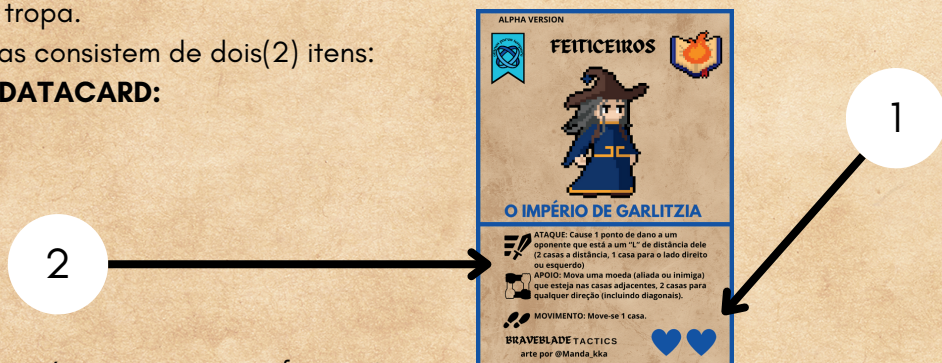 tropa.
as consistem de dois(2) itens:
DATACARD:
ALPHA VERSION
FEITICEIROS
1
O IMPÉRIO DE GARLITZIA
2
ATAQUE: Cause 1 ponto de dano a um
oponente que está a um "L" de distância dele
(2 casas a distância, 1 casa para o lado direito
ou esquerdo)
APOIO: Mova uma moeda (aliada ou inimiga)
que esteja nas casas adjacentes, 2 casas para
qualquer direção (incluindo diagonais).
MOVIMENTO: Move-se 1 casa.
BRAVEBLADE TACTICS
arte por @Manda_kka